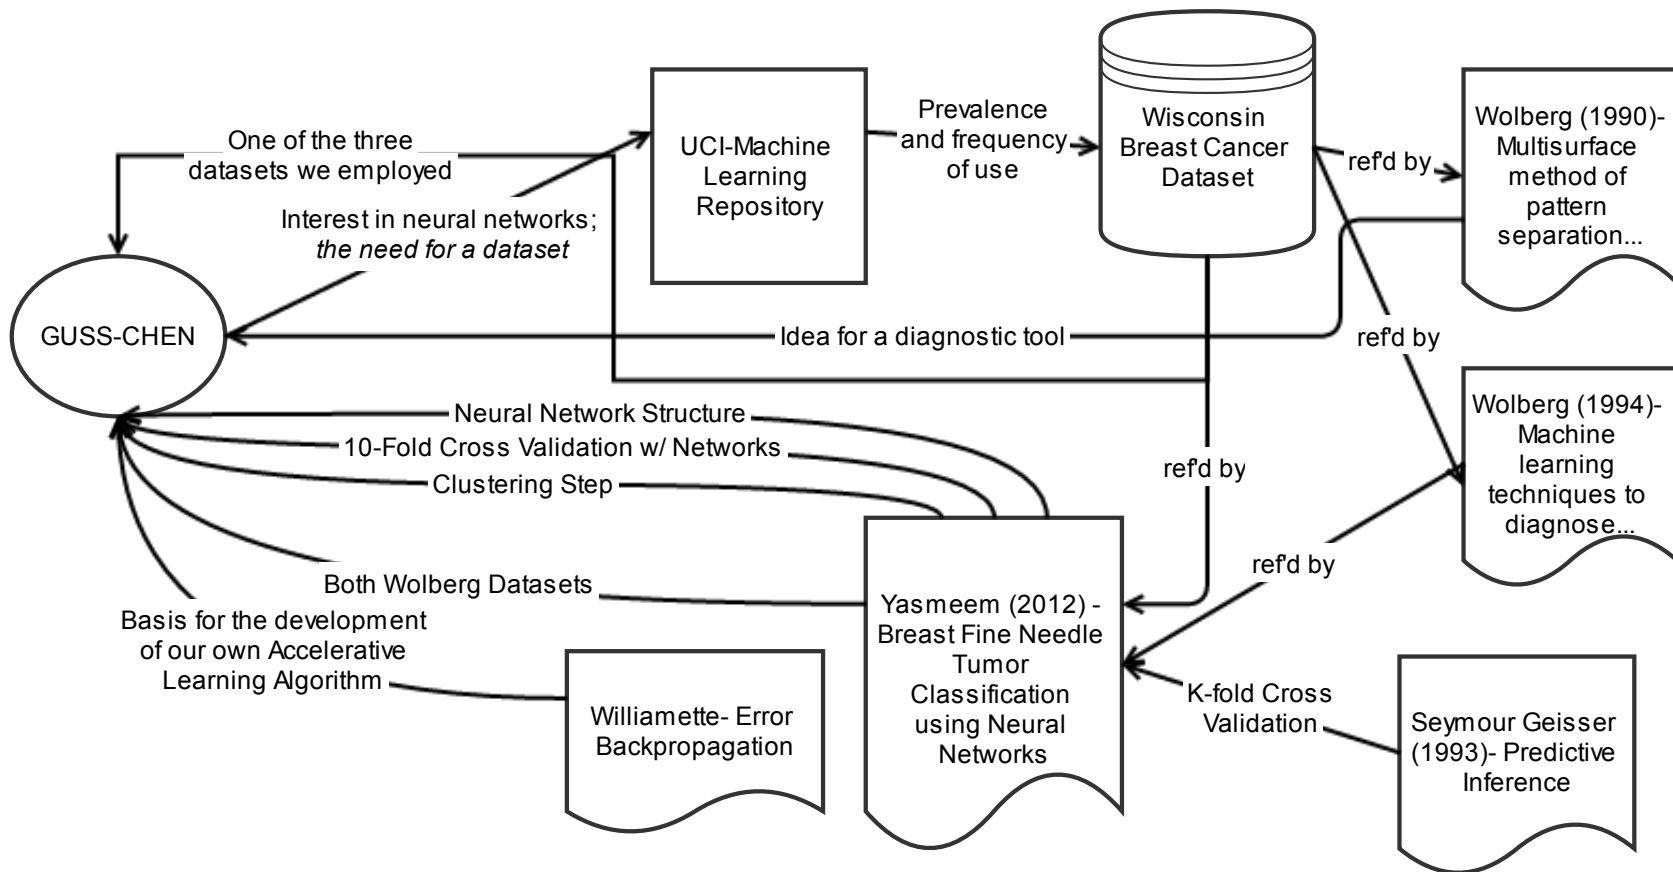 One of the three
datasets we employed
Interest in neural networks;
the need for a dataset
GUSS-CHEN
UCI-Machine
Learning
Repository
Prevalence
and frequency
of use
Wisconsin
Breast Cancer
Dataset
ref'd by
Wolberg (1990)-
Multisurface
method of
pattern
separation...
Idea for a diagnostic tool
ref'd by
Wolberg (1994)-
Machine
learning
techniques to
diagnose...
Neural Network Structure
10-Fold Cross Validation w/ Networks
Clustering Step
ref'd by
ref'd by
Both Wolberg Datasets
Basis for the development
of our own Accelerative
Learning Algorithm
Williamette- Error
Backpropagation
Yasmeem (2012) -
Breast Fine Needle
Tumor
Classification
using Neural
Networks
K-fold Cross
Validation
Seymour Geisser
(1993)- Predictive
Inference